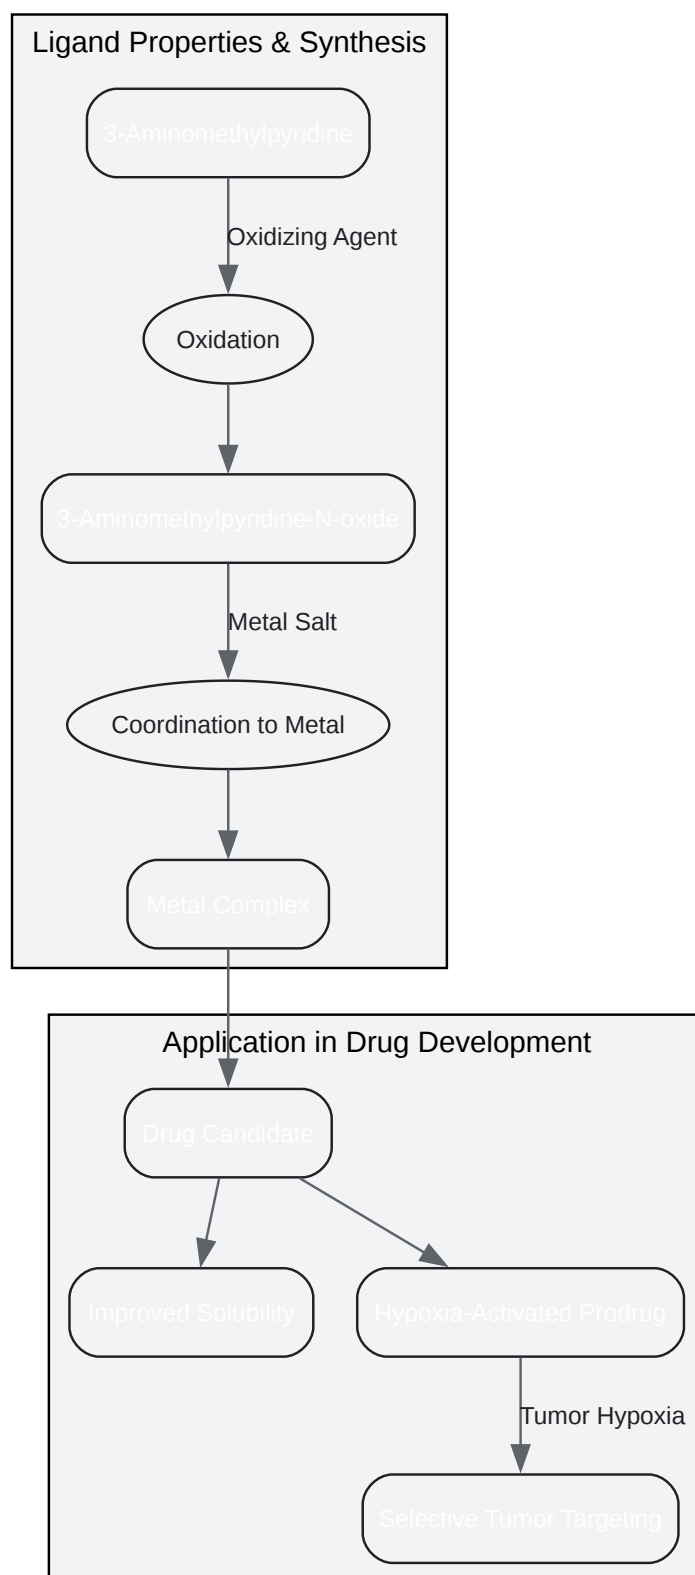 Ligand Properties & Synthesis
3-Aminomethylpyridine
Oxidizing Agent
Oxidation
3-Aminomethylpyridine-N-oxide
Metal Salt
Coordination to Metal
Metal Complex
Application in Drug Development
Drug Candidate
Improved Solubility
Hypoxia-Activated Prodrug
Tumor Hypoxia
Selective Tumor Targeting